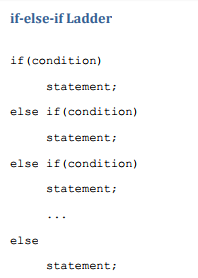 if-else-if Ladder
if(condition)
statement;
else if(condition)
statement;
else if(condition)
statement;
...
else
statement;